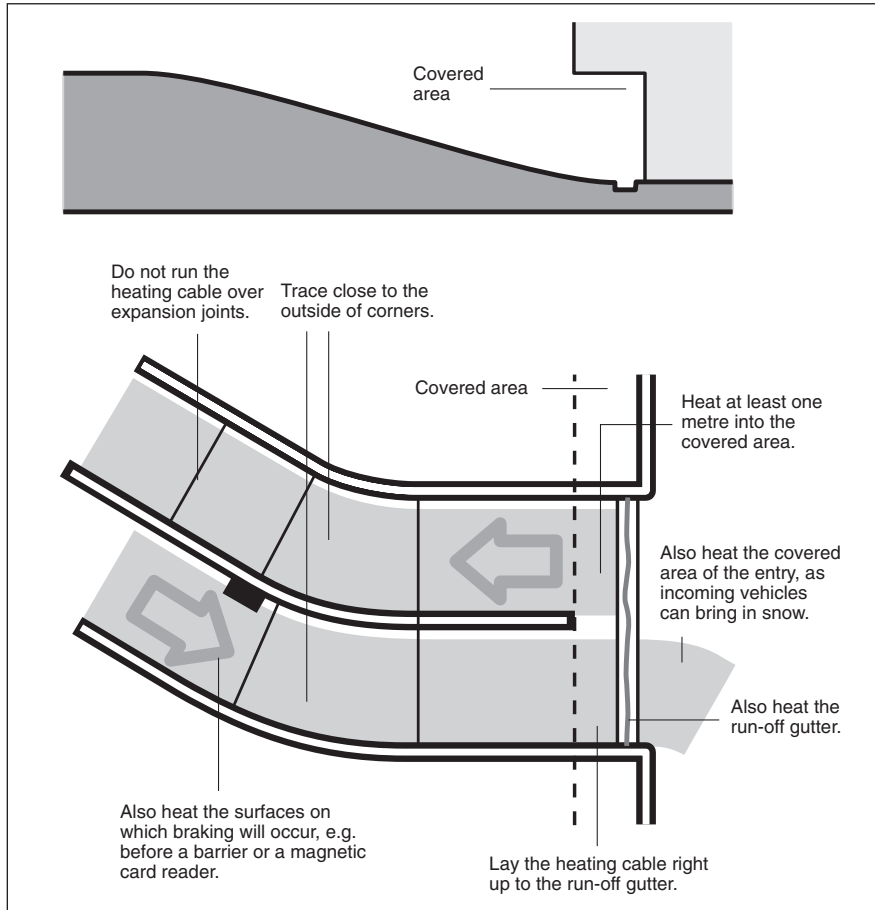 Covered
area
Do not run the
heating cable over
expansion joints.
Trace close to the
outside of corners.
Covered area
Heat at least one
metre into the
covered area.
Also heat the covered
area of the entry, as
incoming vehicles
can bring in snow.
Also heat the
run-off gutter.
Also heat the surfaces on
which braking will occur, e.g.
before a barrier or a magnetic
card reader.
Lay the heating cable right
up to the run-off gutter.